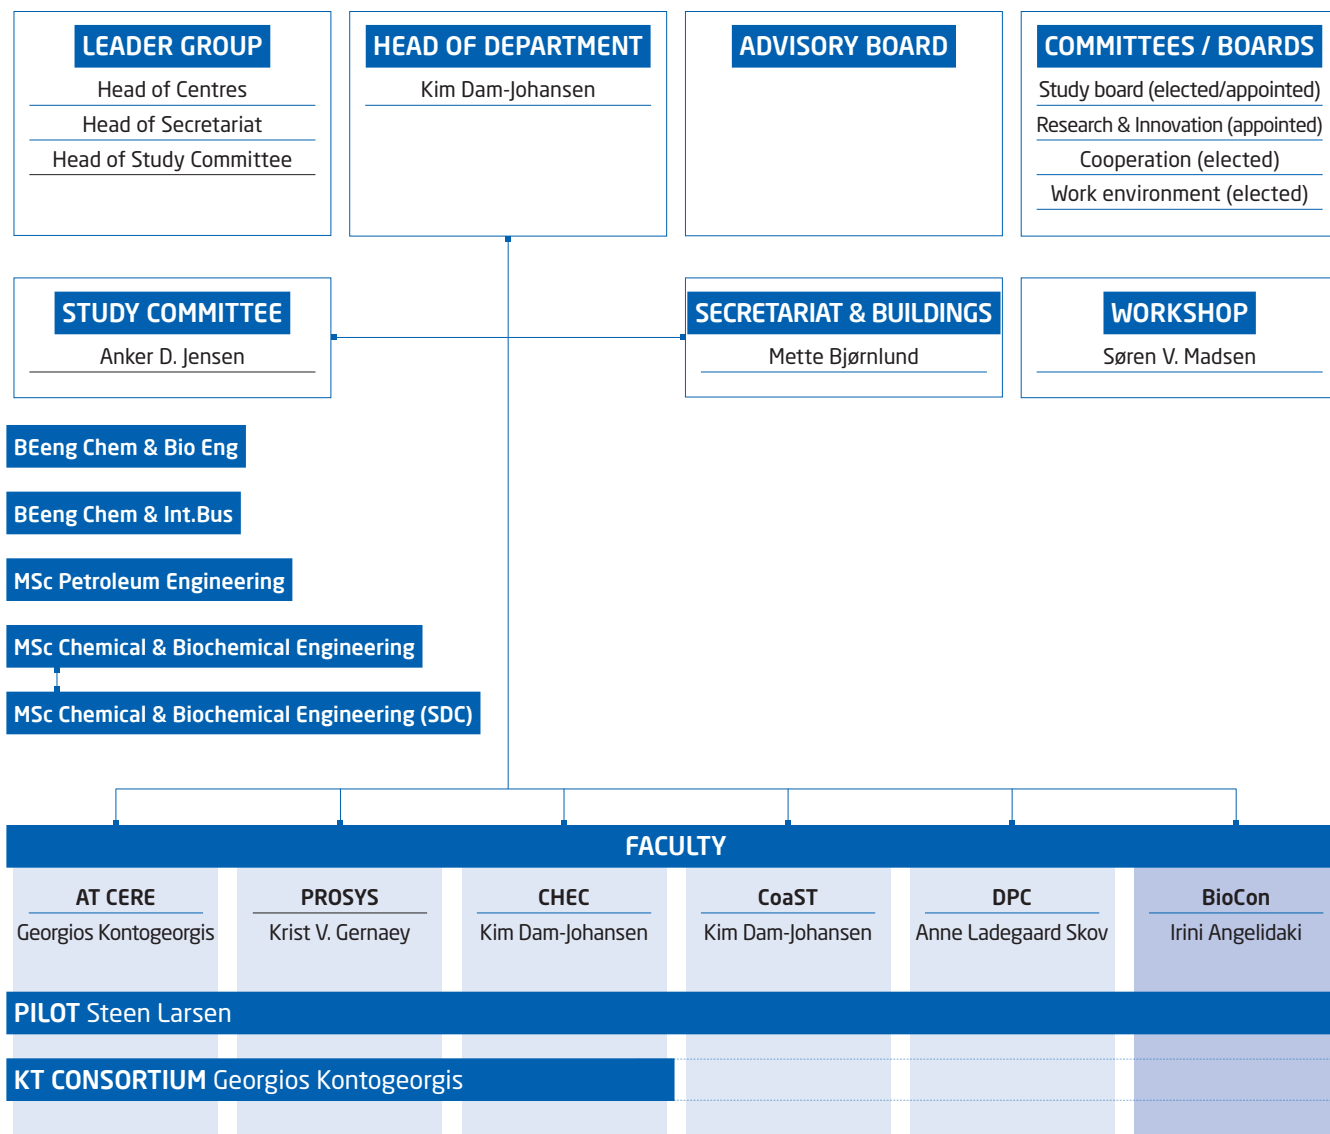 LEADER GROUP
Head of Centres
Head of Secretariat
Head of Study Committee
HEAD OF DEPARTMENT
Kim Dam-Johansen
ADVISORY BOARD
COMMITTEES / BOARDS
Study board (elected/appointed)
Research & Innovation (appointed)
Cooperation (elected)
Work environment (elected)
STUDY COMMITTEE
Anker D. Jensen
SECRETARIAT & BUILDINGS
Mette Bjørnlund
WORKSHOP
Søren V. Madsen
BEeng Chem & Bio Eng
BEeng Chem & Int.Bus
MSc Petroleum Engineering
MSc Chemical & Biochemical Engineering
MSc Chemical & Biochemical Engineering (SDC)
FACULTY
AT CERE
Georgios Kontogeorgis
PROSYS
Krist V. Gernaey
CHEC
Kim Dam-Johansen
CoaST
Kim Dam-Johansen
DPC
Anne Ladegaard Skov
BioCon
Irini Angelidaki
PILOT Steen Larsen
KT CONSORTIUM Georgios Kontogeorgis